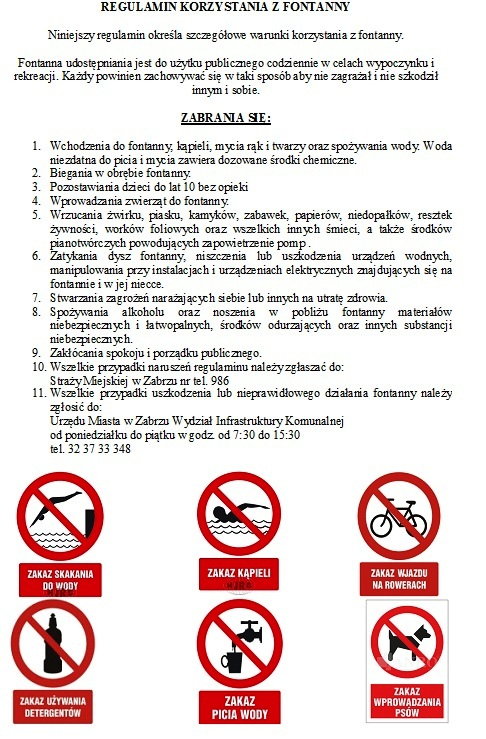 REGULAMIN KORZYSTANIA Z FONTANNY
Niniejszy regulamin określa szczegółowe warunki korzystania z fontanny.
Fontanna udostępniania jest do użytku publicznego codziennie w celach wypoczynku i
rekreacji. Każdy powinien zachowywać się w taki sposób aby nie zagrażał i nie szkodził
innym i sobie.
ZABRANIA SIĘ:
1. Wchodzenia do fontanny, kąpieli, mycia rąk i twarzy oraz spożywania wody. Woda
niezdatna do picia i mycia zawiera dozowane środki chemiczne.
2. Biegania w obrębie fontanny.
3. Pozostawiania dzieci do lat 10 bez opieki
4. Wprowadzania zwierząt do fontanny.
5. Wrzucania żwirku, piasku, kamyków, zabawek, papierów, niedopałków, resztek
żywności, worków foliowych oraz wszelkich innych śmieci, a także środków
pianotwórczych powodujących zapowietrzenie pomp .
6. Zatykania dysz fontanny, niszczenia lub uszkodzenia urządzeń wodnych,
manipulowania przy instalacjach i urządzeniach elektrycznych znajdujących się na
fontannie i w jej niecce.
7. Stwarzania zagrożeń narażających siebie lub innych na utratę zdrowia.
8. Spożywania alkoholu oraz noszenia w pobliżu fontanny materiałów
niebezpiecznych i łatwopalnych, środków odurzających oraz innych substancji
niebezpiecznych.
9. Zakłócania spokoju i porządku publicznego.
10. Wszelkie przypadki naruszeń regulaminu należy zgłaszać do:
Straży Miejskiej w Zabrzu nr tel. 986
11. Wszelkie przypadki uszkodzenia lub nieprawidłowego działania fontanny należy
zgłosić do:
Urzędu Miasta w Zabrzu Wydział Infrastruktury Komunalnej
od poniedziałku do piątku w godz. od 7:30 do 15:30
tel. 32 37 33 348
ZAKAZ SKAKANIA
DO WODY
ZAKAZ KĄPIELI
ZAKAZ WJAZDU
NA ROWERACH
ZAKAZ UŻYWANIA
DETERGENTÓW
ZAKAZ
PICIA WODY
ZAKAZ
WPROWADZANIA
PSÓW